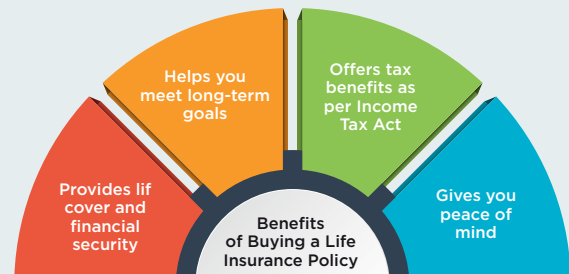 Provides lif
cover and
financial
security
Helps you
meet long-term
goals
Offers tax
benefits as
per Income
Tax Act
Gives you
peace of
mind
Benefits
of Buying a Life
Insurance Policy